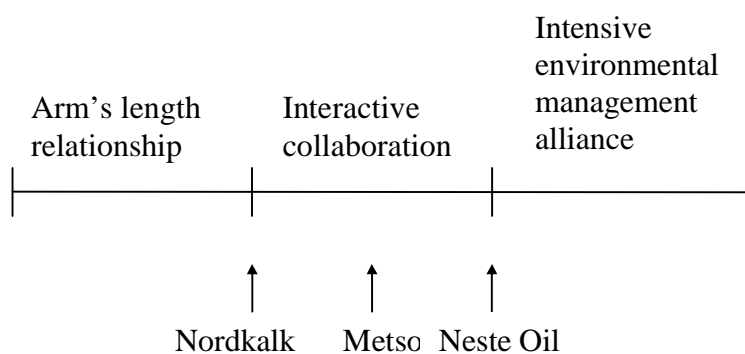 Arm's length
relationship
Interactive
collaboration
Intensive
environmental
management
alliance
Nordkalk
Metso
Neste Oil